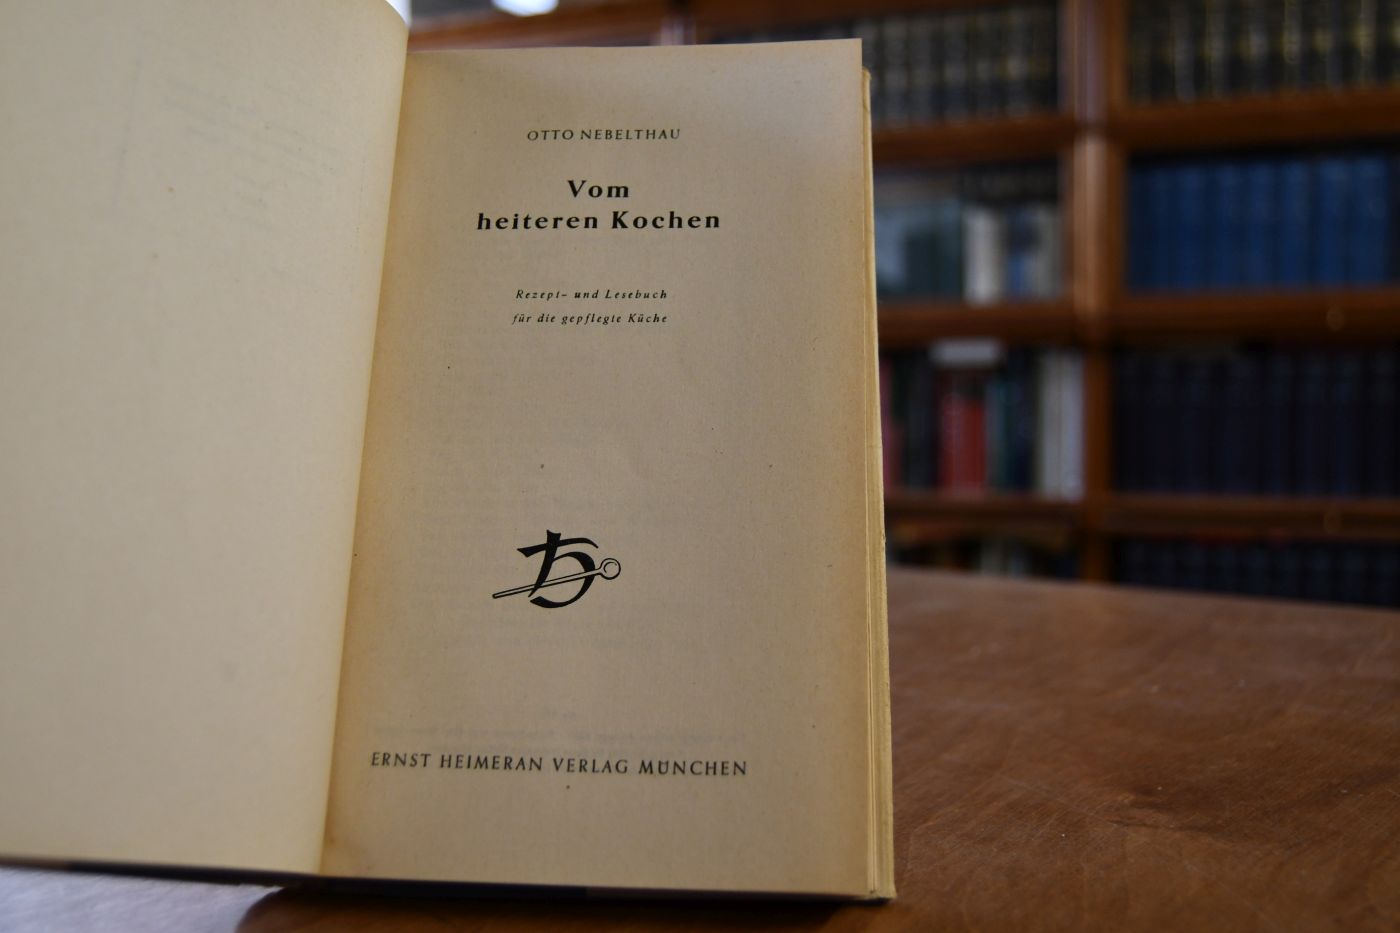 OTTO NEBELTHAU
Vom
heiteren Kochen
Rezept- und Lesebuch
für die gepflegte Küche
ERNST HEIMERAN VERLAG MÜNCHEN